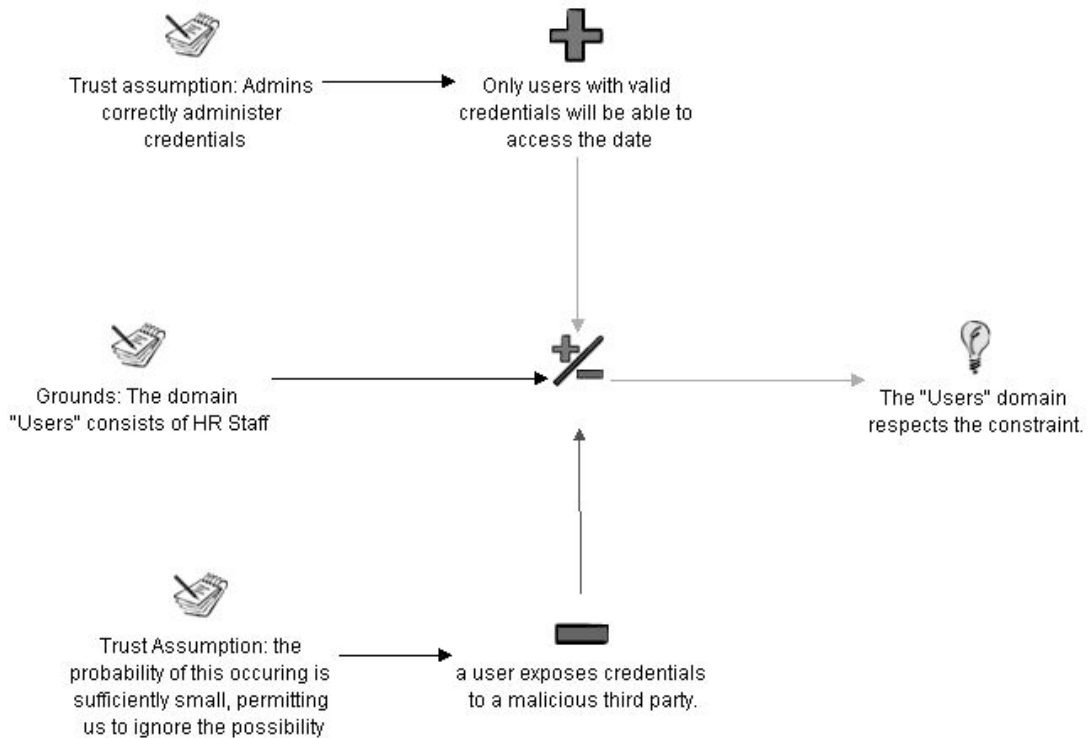 Trust assumption: Admins
correctly administer
credentials
Only users with valid
credentials will be able to
access the date
Grounds: The domain
"Users" consists of HR Staff
The "Users" domain
respects the constraint.
Trust Assumption: the
probability of this occuring is
sufficiently small, permitting
us to ignore the possibility
a user exposes credentials
to a malicious third party.